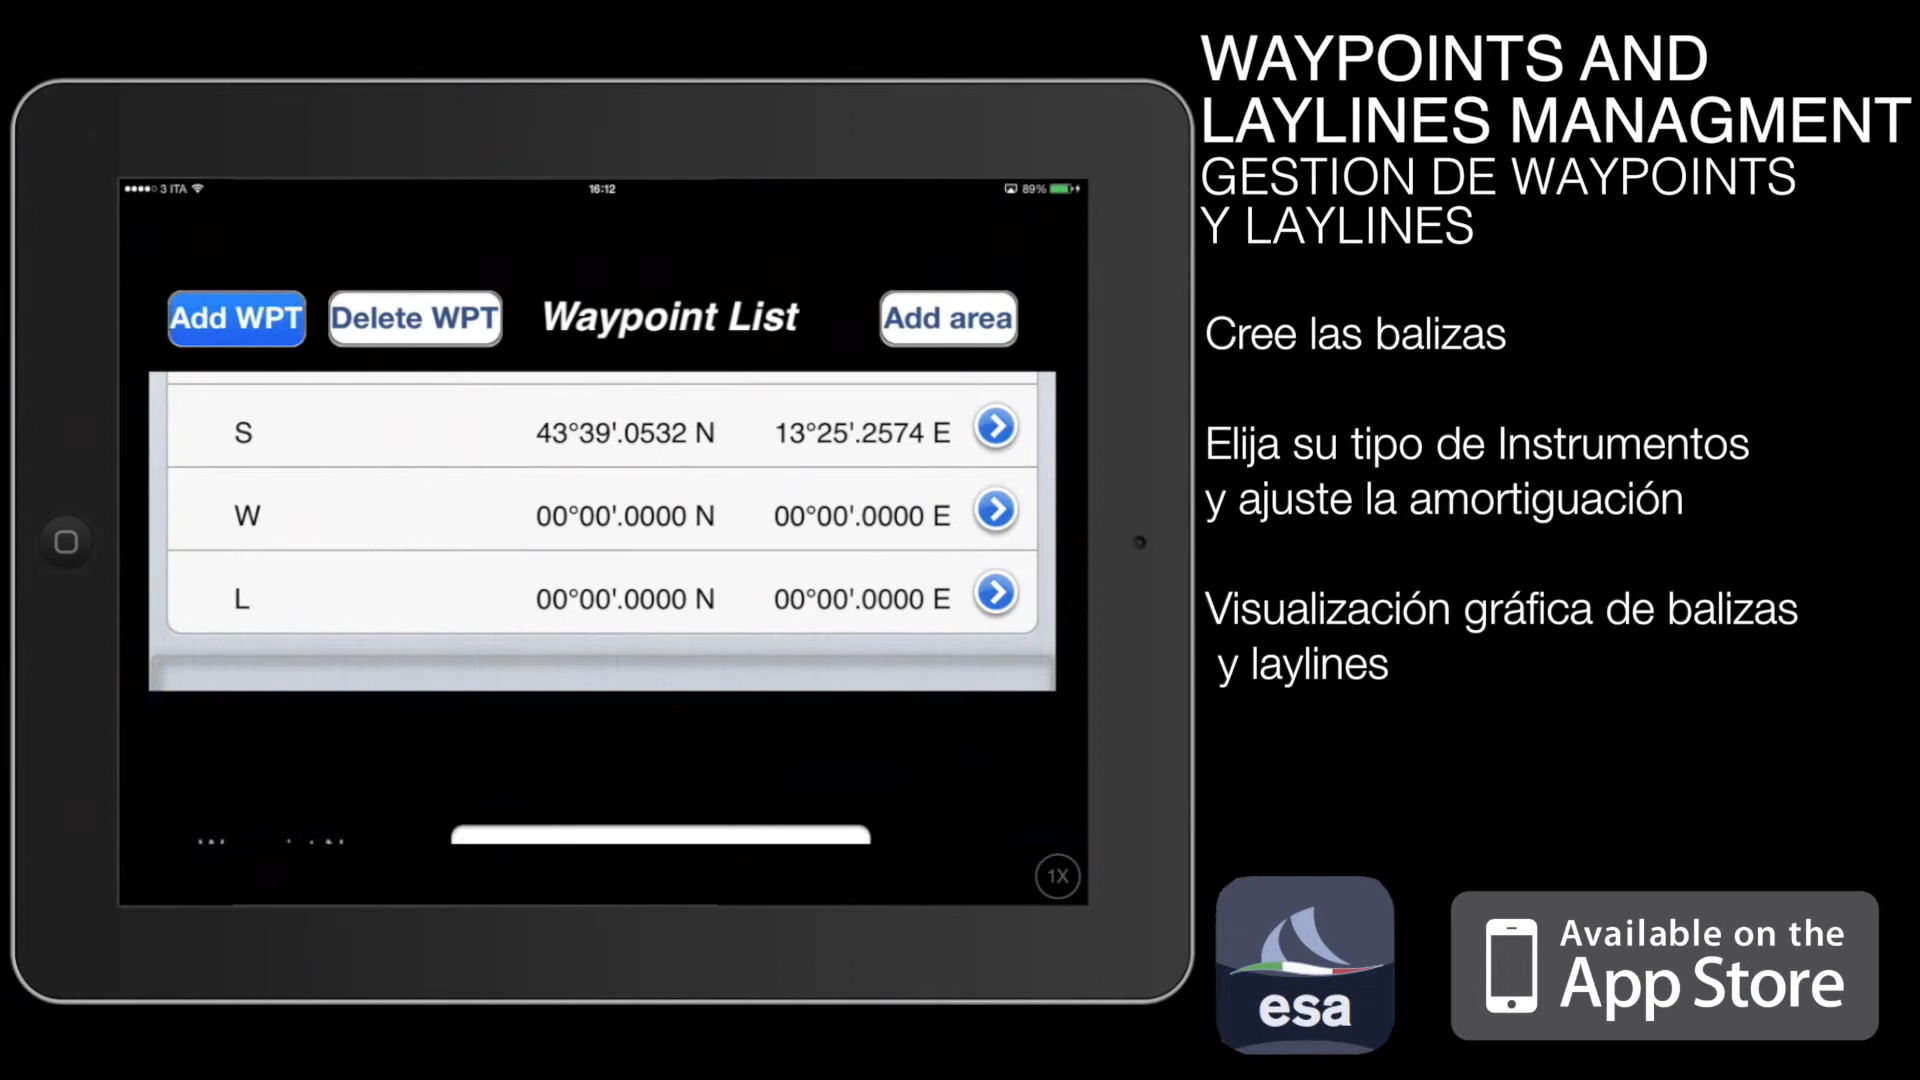 WAYPOINTS AND
LAYLINES MANAGMENT
GESTION DE WAYPOINTS
Y LAYLINES
3 ITA 16:12 89%
Add WPT Delete WPT Waypoint List Add area
S 43°39'.0532 N 13°25'.2574 E
W 00°00'.0000 N 00°00'.0000 E
L 00°00'.0000 N 00°00'.0000 E
1X
Cree las balizas
Elija su tipo de Instrumentos
y ajuste la amortiguación
Visualización gráfica de balizas
y laylines
esa
Available on the
App Store